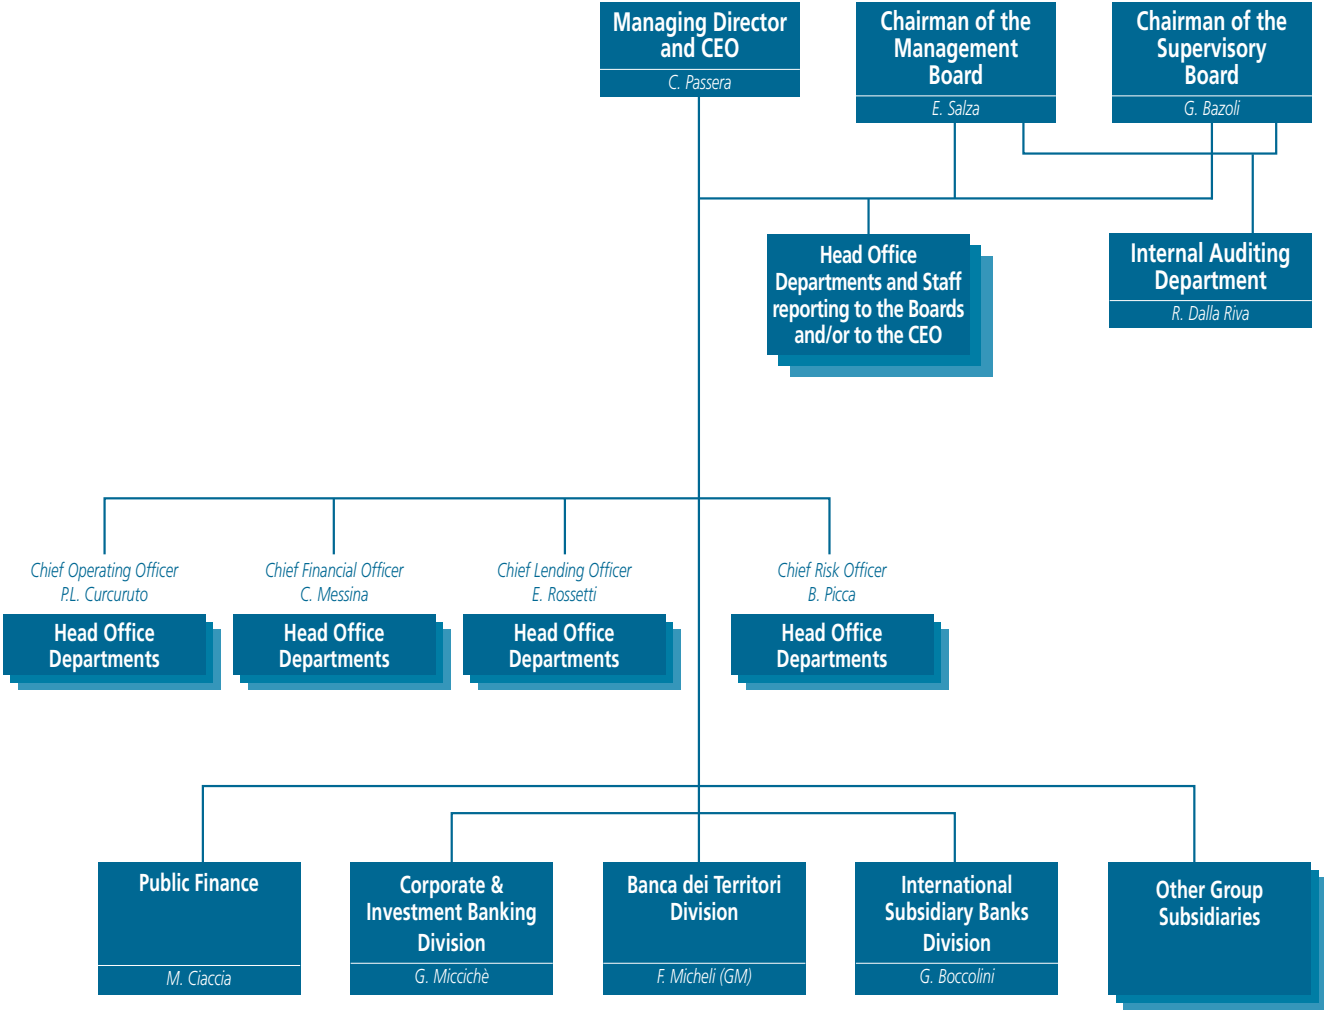 Managing Director
and CEO
C. Passera
Chairman of the
Management
Board
E. Salza
Chairman of the
Supervisory
Board
G. Bazoli
Head Office
Departments and Staff
reporting to the Boards
and/or to the CEO
Internal Auditing
Department
R. Dalla Riva
Chief Operating Officer
P.L. Curcuruto
Head Office
Departments
Chief Financial Officer
C. Messina
Head Office
Departments
Chief Lending Officer
E. Rossetti
Head Office
Departments
Chief Risk Officer
B. Picca
Head Office
Departments
Public Finance
M. Ciaccia
Corporate &
Investment Banking
Division
G. Miccichè
Banca dei Territori
Division
F. Micheli (GM)
International
Subsidiary Banks
Division
G. Boccolini
Other Group
Subsidiaries